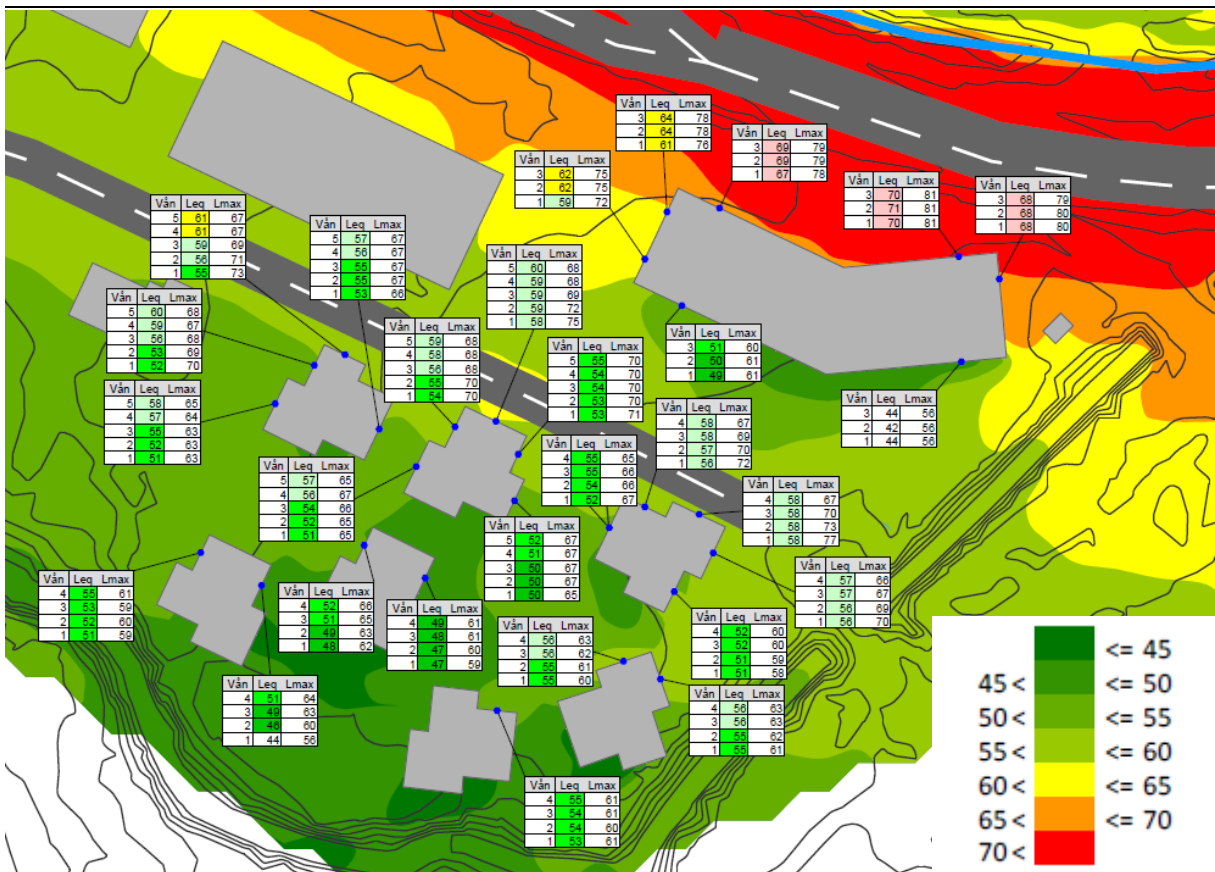 Vån Leq Lmax
3 64 78
2 64 78
1 61 76
Vån Leq Lmax
3 69 79
2 69 79
1 67 78
Vån Leq Lmax
3 62 75
2 62 75
1 59 72
Vån Leq Lmax
3 70 81
2 71 81
1 70 81
Vån Leq Lmax
3 68 79
2 68 80
1 68 80
Vån Leq Lmax
5 61 67
4 61 67
3 59 69
2 56 71
1 55 73
Vån Leq Lmax
5 57 67
4 56 67
3 55 67
2 55 67
1 53 66
Vån Leq Lmax
5 60 68
4 59 68
3 59 69
2 59 72
1 58 75
Vån Leq Lmax
5 60 68
4 59 67
3 56 68
2 53 69
1 52 70
Vån Leq Lmax
5 59 68
4 58 68
3 56 68
2 55 70
1 54 70
Vån Leq Lmax
3 51 60
2 50 61
1 49 61
Vån Leq Lmax
5 55 70
4 54 70
3 54 70
2 53 70
1 53 71
Vån Leq Lmax
5 58 65
4 57 64
3 55 63
2 52 63
1 51 63
Vån Leq Lmax
3 44 56
2 42 56
1 44 56
Vån Leq Lmax
4 58 67
3 58 69
2 57 70
1 56 72
Vån Leq Lmax
4 55 65
3 55 66
2 54 66
1 52 67
Vån Leq Lmax
5 57 65
4 56 67
3 54 66
2 52 65
1 51 65
Vån Leq Lmax
4 58 67
3 58 70
2 58 73
1 58 77
Vån Leq Lmax
5 52 67
4 51 67
3 50 67
2 50 67
1 50 65
Vån Leq Lmax
4 57 66
3 57 67
2 56 69
1 56 70
Vån Leq Lmax
4 55 61
3 53 59
2 52 60
1 51 59
Vån Leq Lmax
4 52 66
3 51 65
2 49 63
1 48 62
Vån Leq Lmax
4 49 61
3 48 61
2 47 60
1 47 59
Vån Leq Lmax
4 56 63
3 56 62
2 55 61
1 55 60
Vån Leq Lmax
4 52 60
3 52 60
2 51 59
1 51 58
Vån Leq Lmax
4 51 64
3 49 63
2 46 60
1 44 56
Vån Leq Lmax
4 56 63
3 56 63
2 55 62
1 55 61
Vån Leq Lmax
4 55 61
3 54 61
2 54 60
1 53 61
<= 45
45 < <= 50
50 < <= 55
55 < <= 60
60 < <= 65
65 < <= 70
70 <